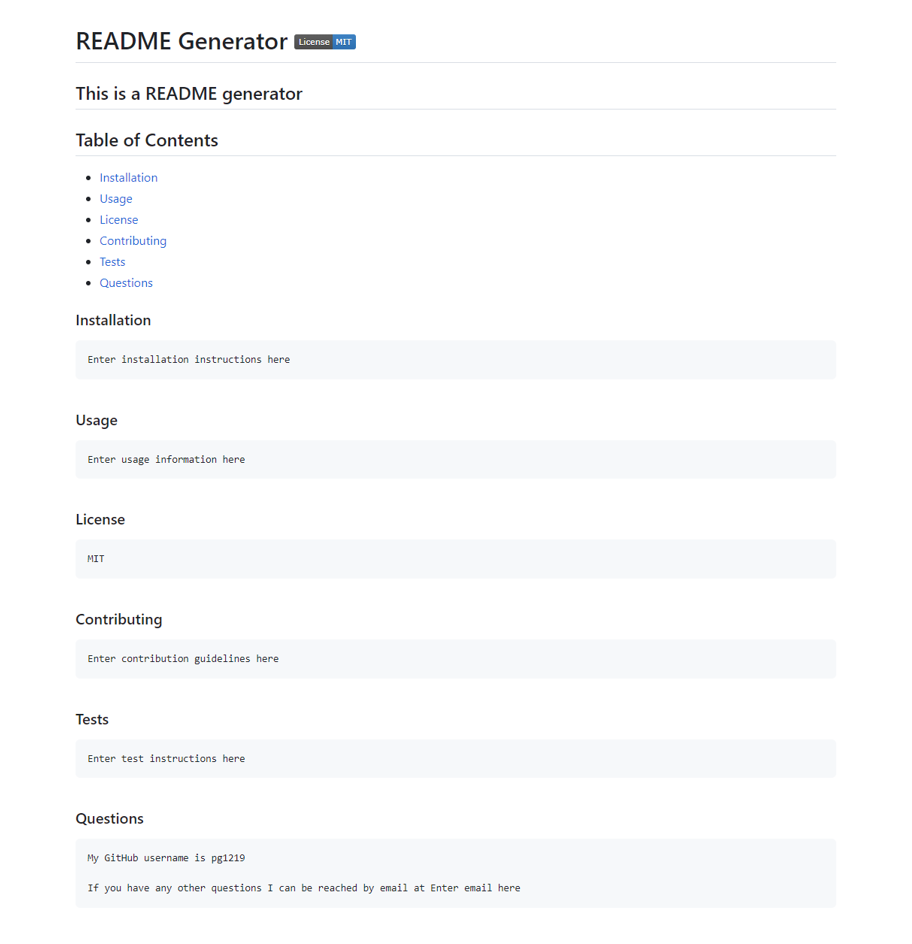 README Generator License MIT
This is a README generator
Table of Contents
Installation
Usage
License
Contributing
Tests
Questions
Installation
Enter installation instructions here
Usage
Enter usage information here
License
MIT
Contributing
Enter contribution guidelines here
Tests
Enter test instructions here
Questions
My GitHub username is pg1219
If you have any other questions I can be reached by email at Enter email here